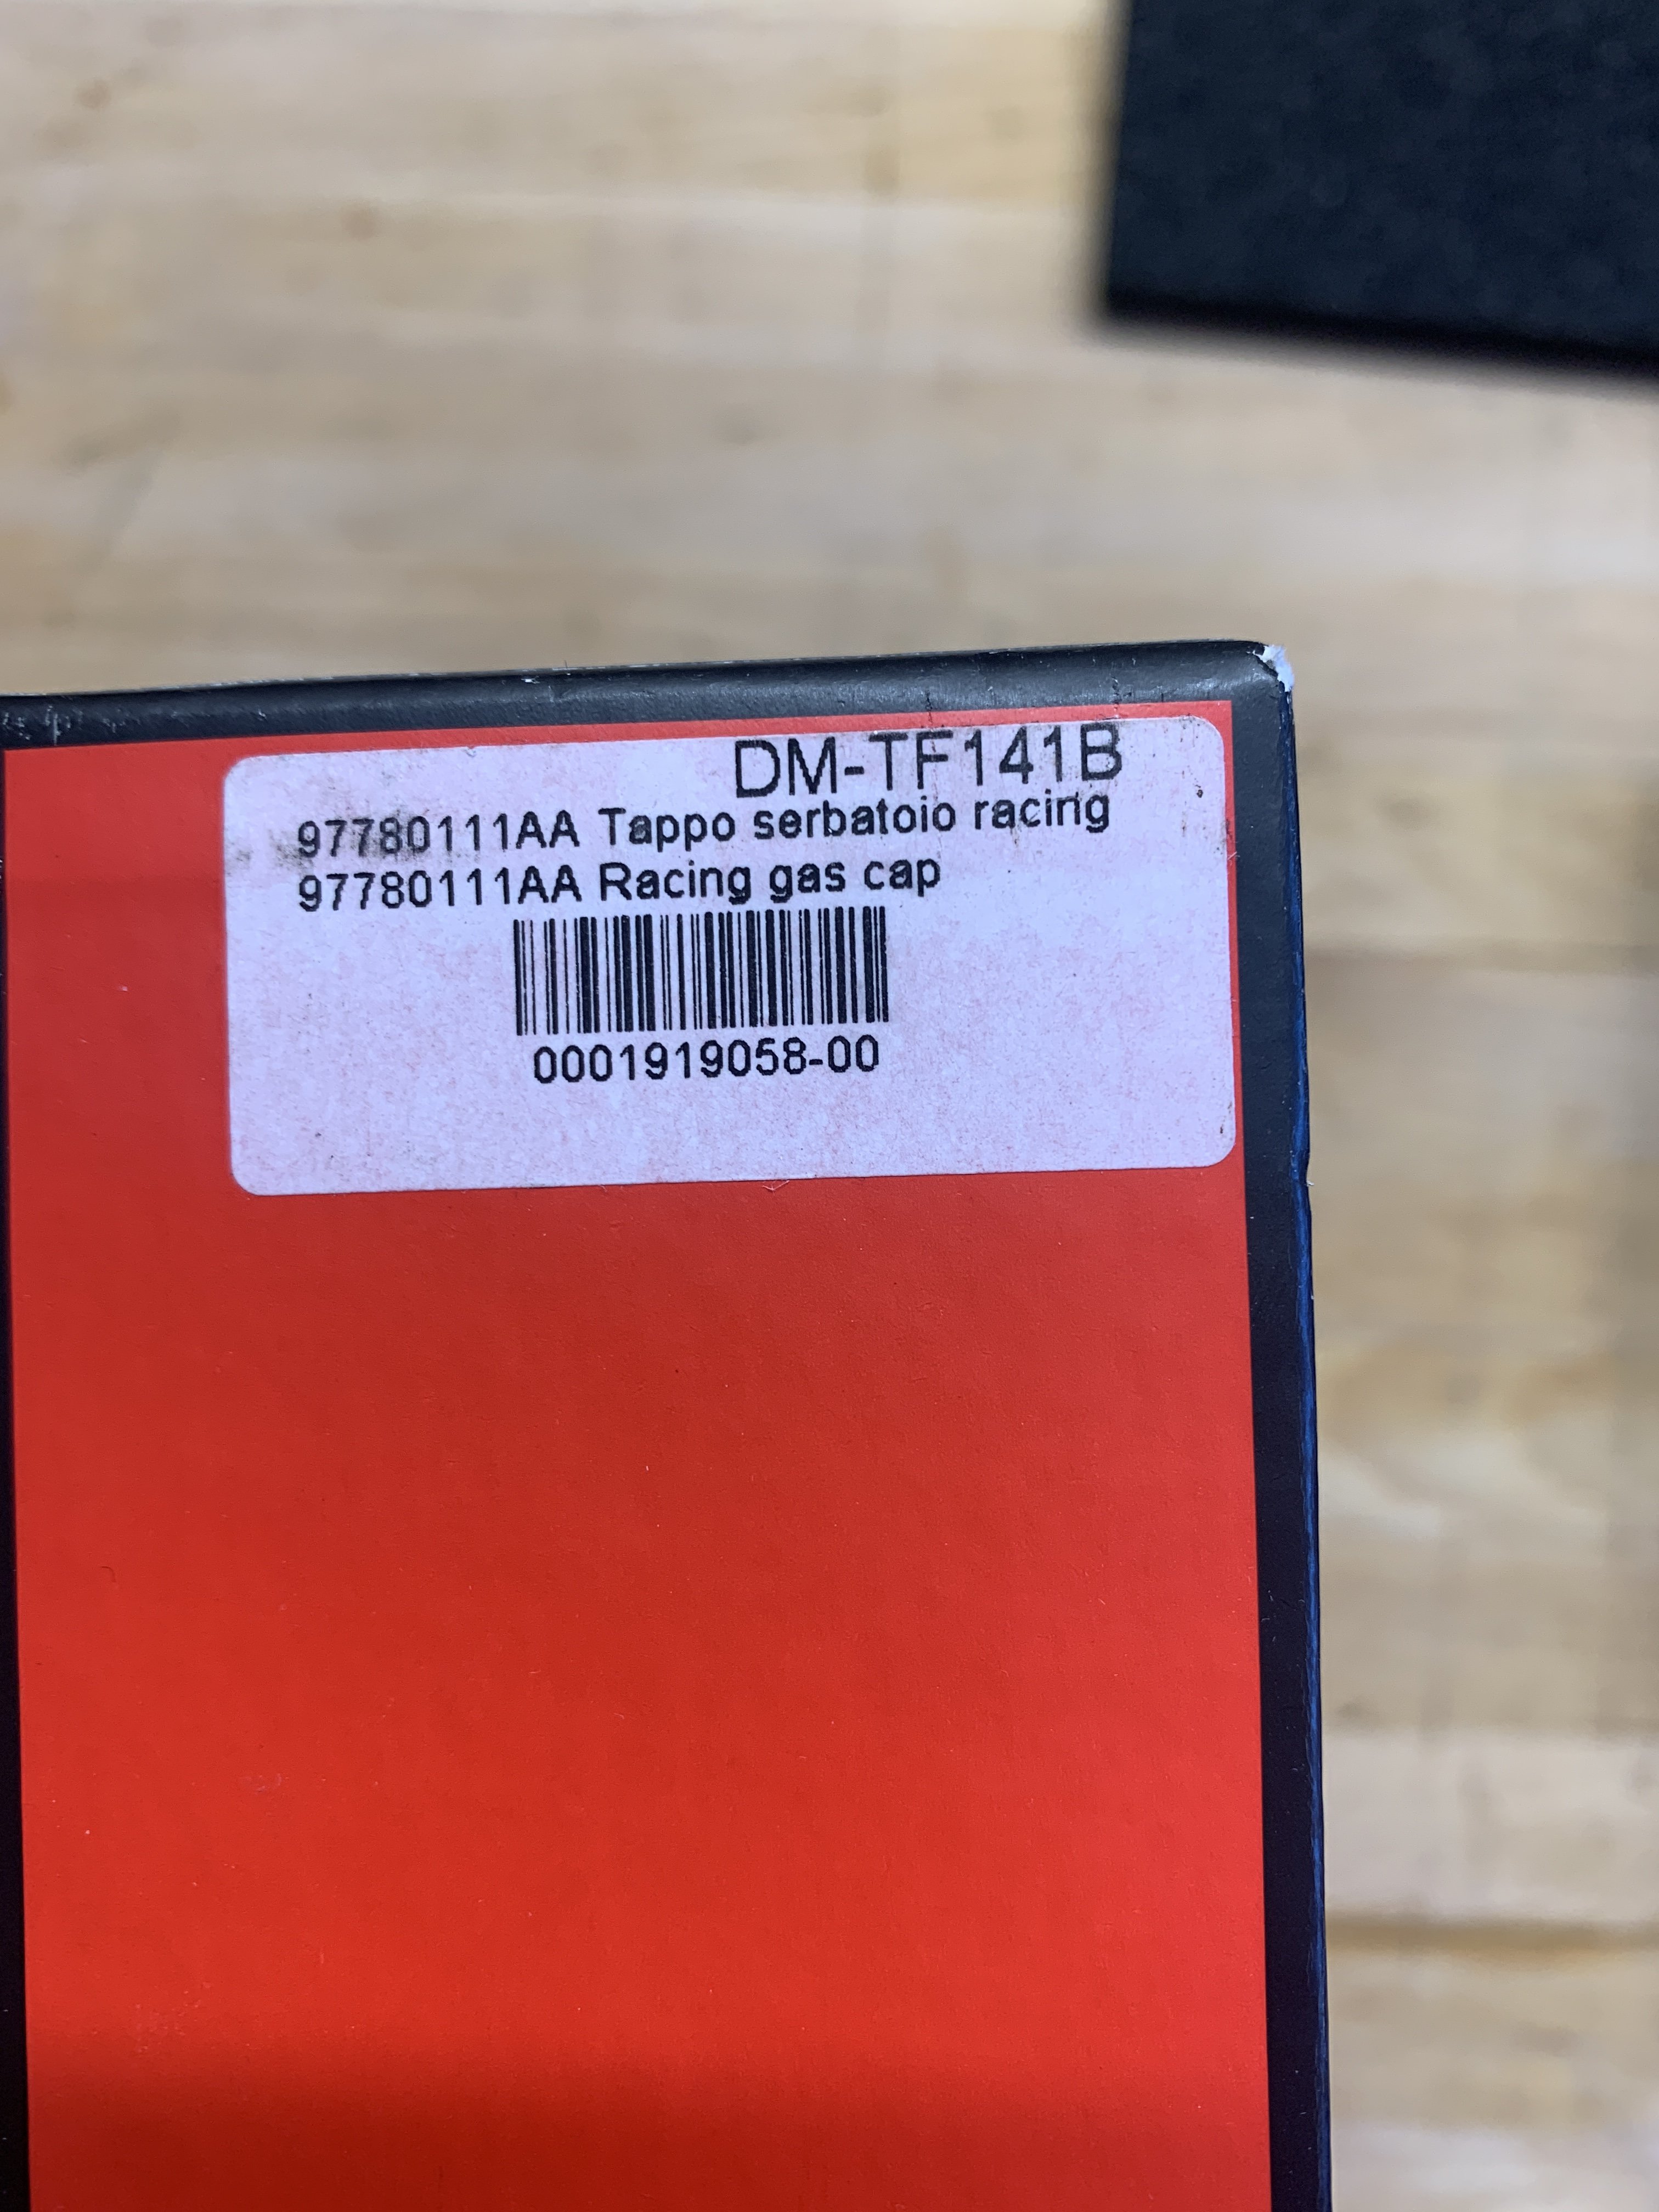 DM-TF141B
97780111AA Tappo serbatoio racing
97780111AA Racing gas cap
0001919058-00